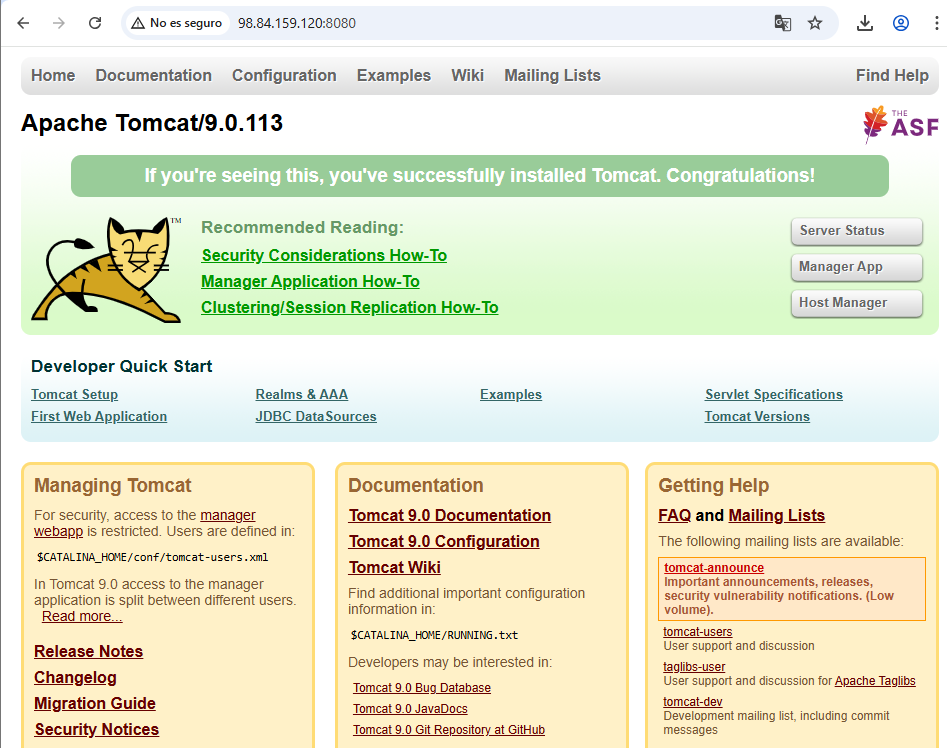 No es seguro 98.84.159.120:8080
Home Documentation Configuration Examples Wiki Mailing Lists Find Help
Apache Tomcat/9.0.113
THE
ASF
If you're seeing this, you've successfully installed Tomcat. Congratulations!
TM
Recommended Reading:
Security Considerations How-To
Manager Application How-To
Clustering/Session Replication How-To
Server Status
Manager App
Host Manager
Developer Quick Start
Tomcat Setup
First Web Application
Realms & AAA
JDBC DataSources
Examples
Servlet Specifications
Tomcat Versions
Managing Tomcat
For security, access to the manager
webapp is restricted. Users are defined in:
$CATALINA_HOME/conf/tomcat-users.xml
In Tomcat 9.0 access to the manager
application is split between different users.
Read more...
Release Notes
Changelog
Migration Guide
Security Notices
Documentation
Tomcat 9.0 Documentation
Tomcat 9.0 Configuration
Tomcat Wiki
Find additional important configuration
information in:
$CATALINA_HOME/RUNNING.txt
Developers may be interested in:
Tomcat 9.0 Bug Database
Tomcat 9.0 JavaDocs
Tomcat 9.0 Git Repository at GitHub
Getting Help
FAQ and Mailing Lists
The following mailing lists are available:
tomcat-announce
Important announcements, releases,
security vulnerability notifications. (Low
volume).
tomcat-users
User support and discussion
taglibs-user
User support and discussion for Apache Taglibs
tomcat-dev
Development mailing list, including commit
messages